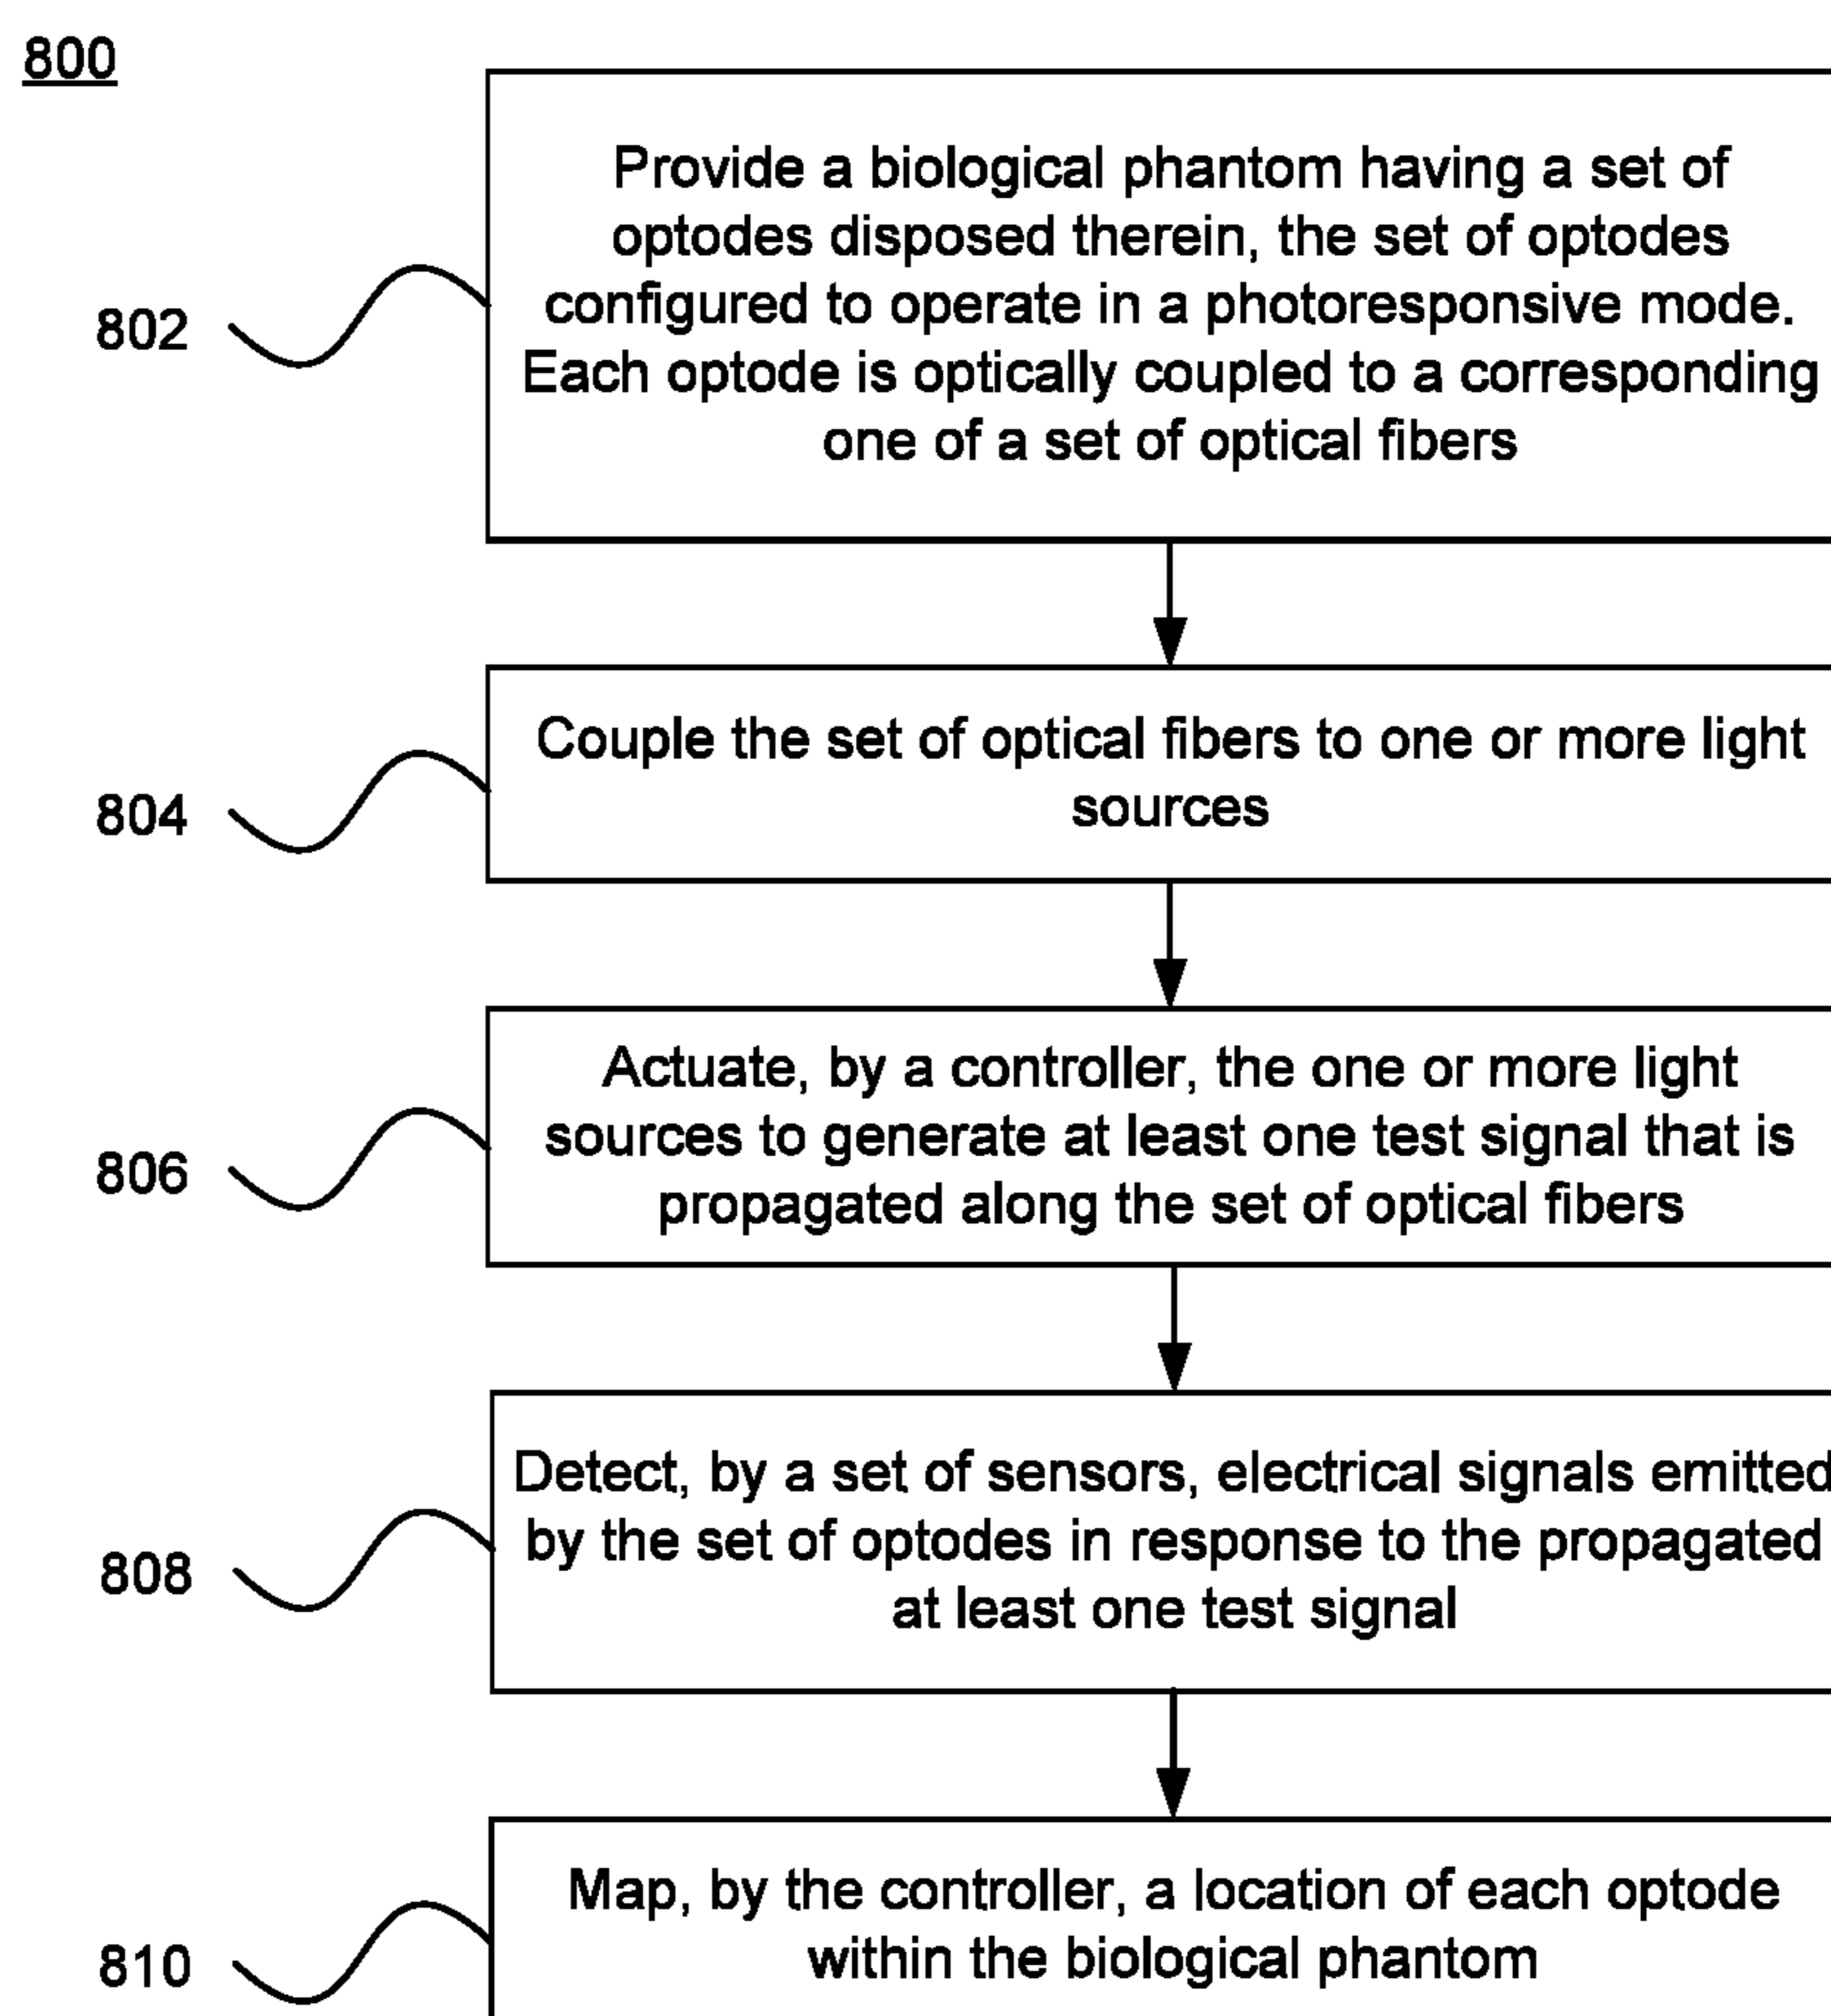 800
802
Provide a biological phantom having a set of
optodes disposed therein, the set of optodes
configured to operate in a photoresponsive mode.
Each optode is optically coupled to a corresponding
one of a set of optical fibers
804
Couple the set of optical fibers to one or more light
sources
806
Actuate, by a controller, the one or more light
sources to generate at least one test signal that is
propagated along the set of optical fibers
808
Detect, by a set of sensors, electrical signals emitted
by the set of optodes in response to the propagated
at least one test signal
810
Map, by the controller, a location of each optode
within the biological phantom